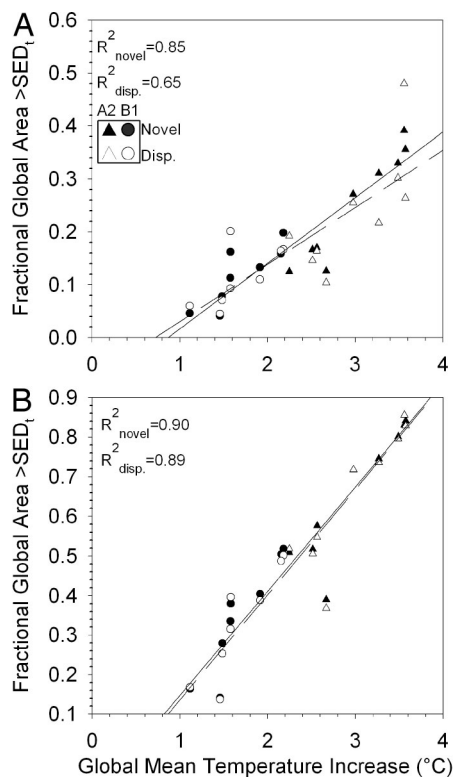 A
R²novel=0.85
R²disp.=0.65
A2 B1
Novel
Disp.
Fractional Global Area >SEDt
0.6
0.5
0.4
0.3
0.2
0.1
0.0
0 1 2 3 4
B
R²novel=0.90
R²disp.=0.89
Fractional Global Area >SEDt
0.9
0.8
0.7
0.6
0.5
0.4
0.3
0.2
0.1
0 1 2 3 4
Global Mean Temperature Increase (°C)